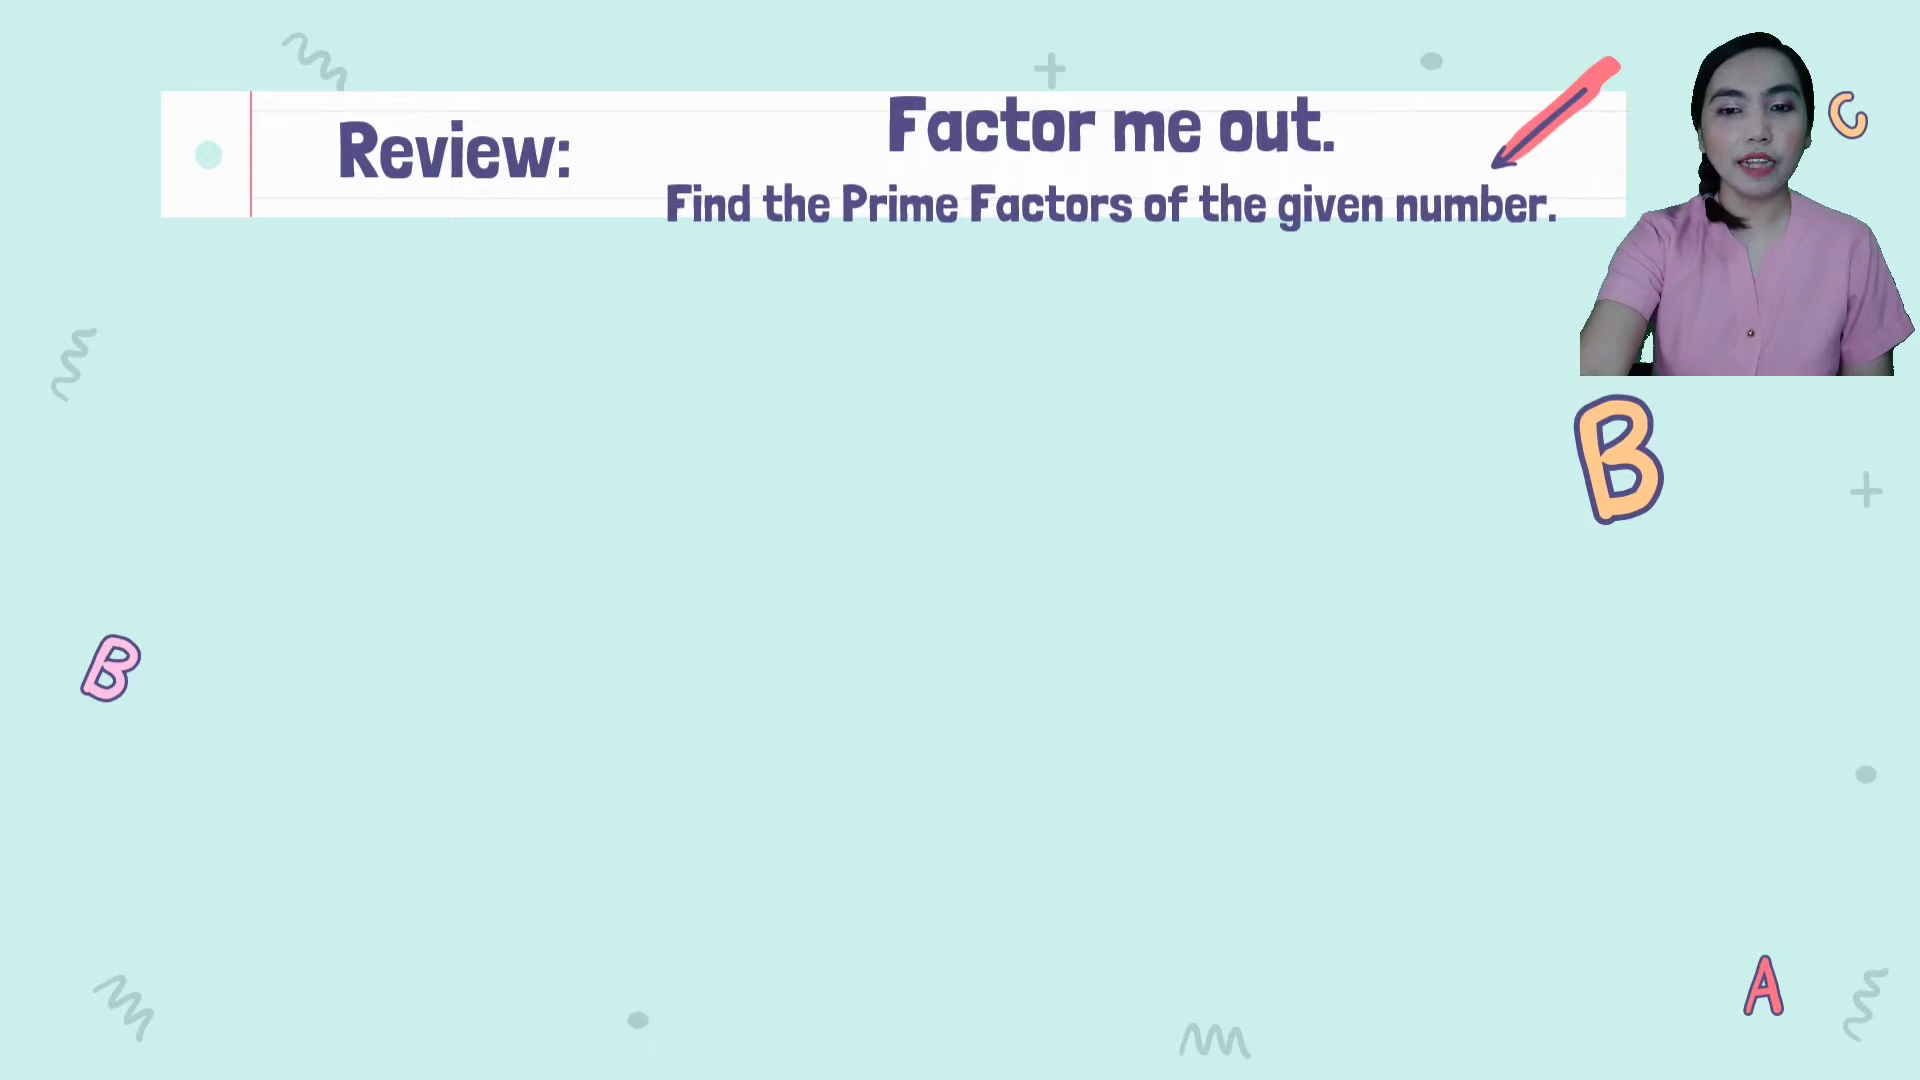 Review:
Factor me out.
Find the Prime Factors of the given number.
C
B
B
A